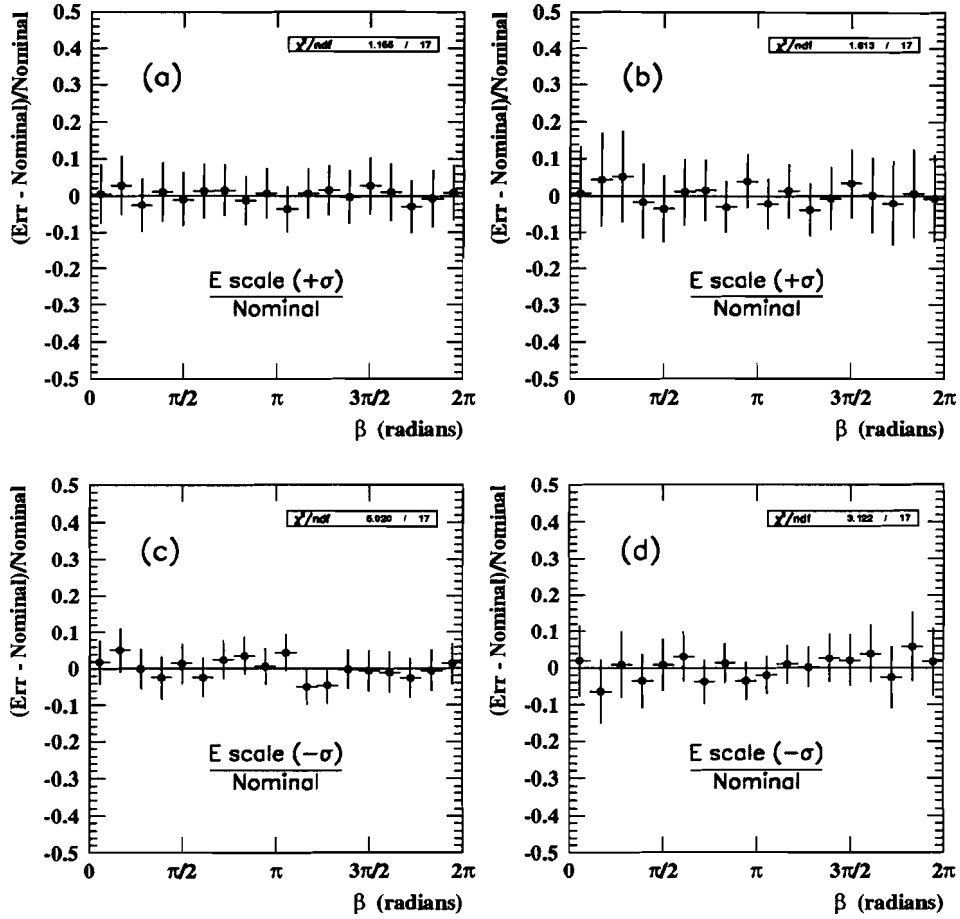 0.5
0.4
0.3
0.2
0.1
0
-0.1
-0.2
-0.3
-0.4
-0.5
(Err - Nominal)/Nominal
χ²/ndf 1.166 / 17
(a)
E scale (+σ)
Nominal
0 π/2 π 3π/2 2π
β (radians)
0.5
0.4
0.3
0.2
0.1
0
-0.1
-0.2
-0.3
-0.4
-0.5
(Err - Nominal)/Nominal
χ²/ndf 1.613 / 17
(b)
E scale (+σ)
Nominal
0 π/2 π 3π/2 2π
β (radians)
0.5
0.4
0.3
0.2
0.1
0
-0.1
-0.2
-0.3
-0.4
-0.5
(Err - Nominal)/Nominal
χ²/ndf 5.020 / 17
(c)
E scale (−σ)
Nominal
0 π/2 π 3π/2 2π
β (radians)
0.5
0.4
0.3
0.2
0.1
0
-0.1
-0.2
-0.3
-0.4
-0.5
(Err - Nominal)/Nominal
χ²/ndf 3.122 / 17
(d)
E scale (−σ)
Nominal
0 π/2 π 3π/2 2π
β (radians)